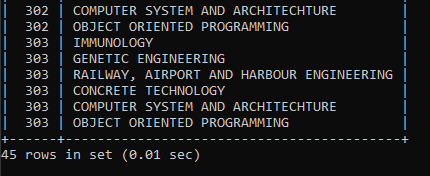 |  302 | COMPUTER SYSTEM AND ARCHITECHTURE        |
|  302 | OBJECT ORIENTED PROGRAMMING              |
|  303 | IMMUNOLOGY                               |
|  303 | GENETIC ENGINEERING                      |
|  303 | RAILWAY, AIRPORT AND HARBOUR ENGINEERING |
|  303 | CONCRETE TECHNOLOGY                      |
|  303 | COMPUTER SYSTEM AND ARCHITECHTURE        |
|  303 | OBJECT ORIENTED PROGRAMMING              |
+------+------------------------------------------+
45 rows in set (0.01 sec)